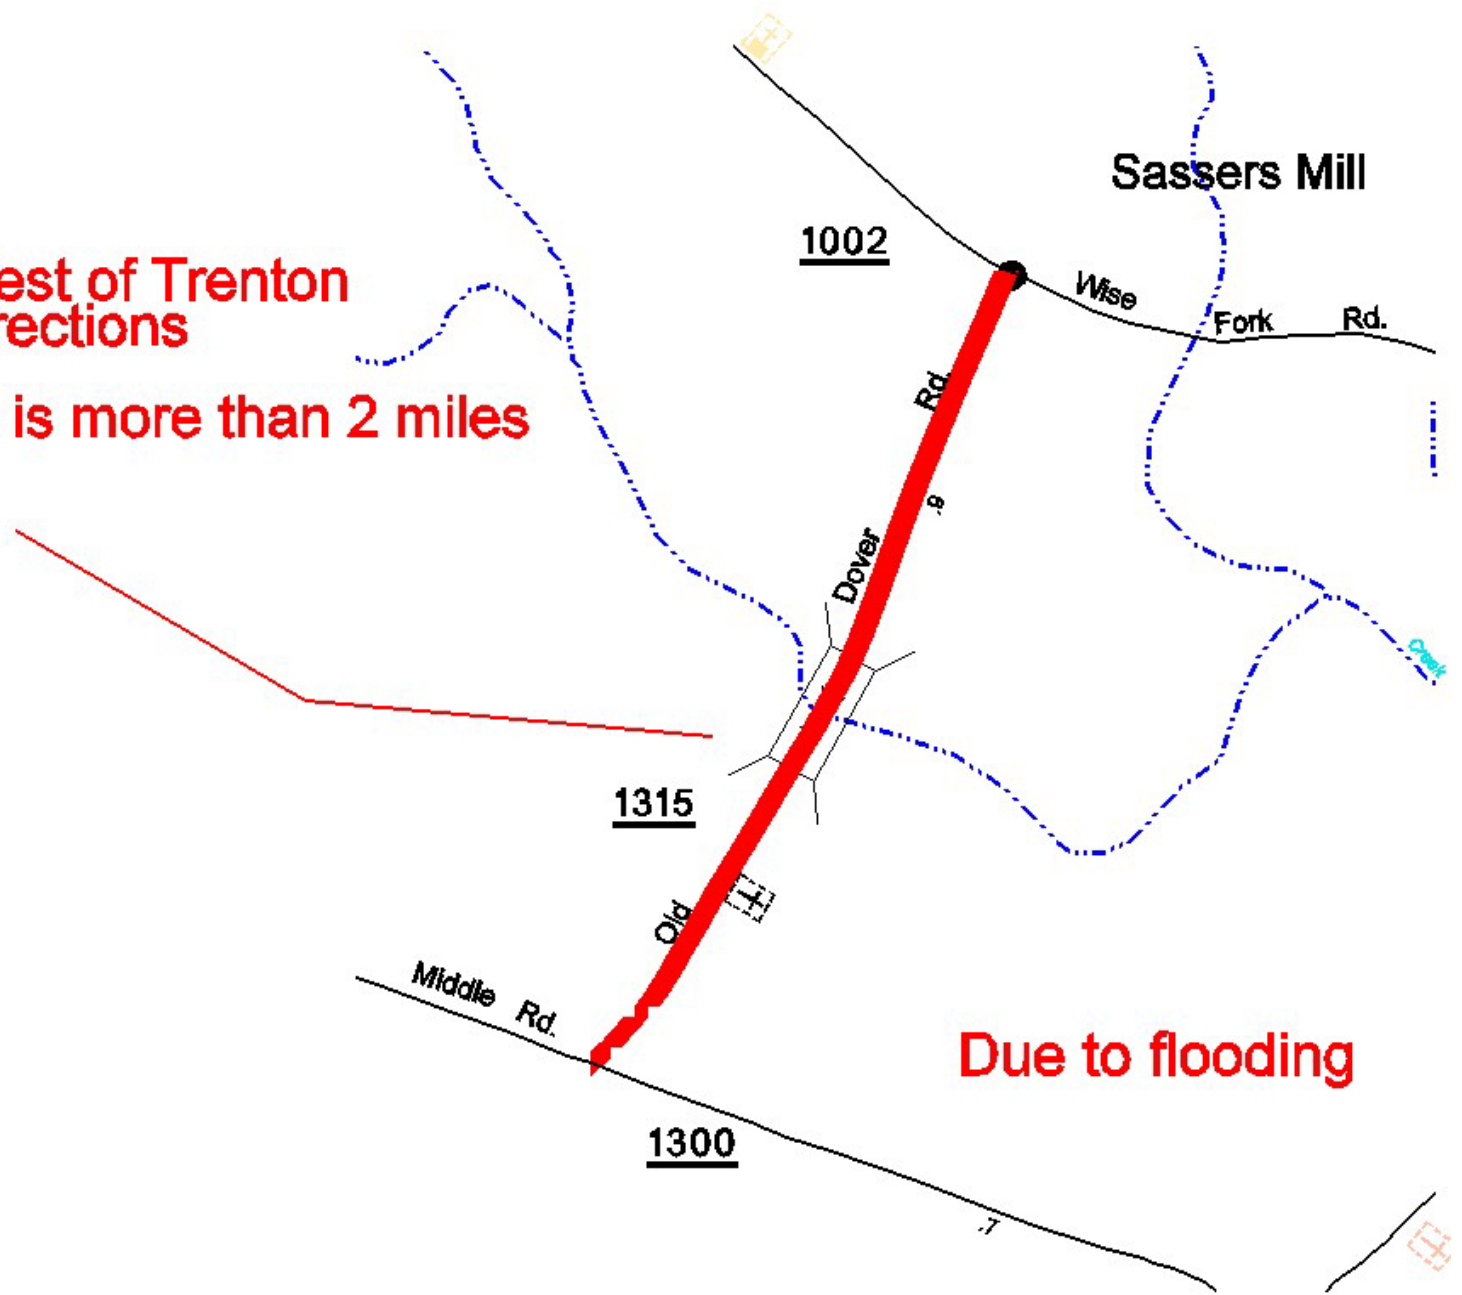 Sassers Mill
1002
est of Trenton
rections
Wise Fork Rd.
is more than 2 miles
Old Dover Rd.
.9
Creek
1315
Middle Rd.
Due to flooding
1300
.7